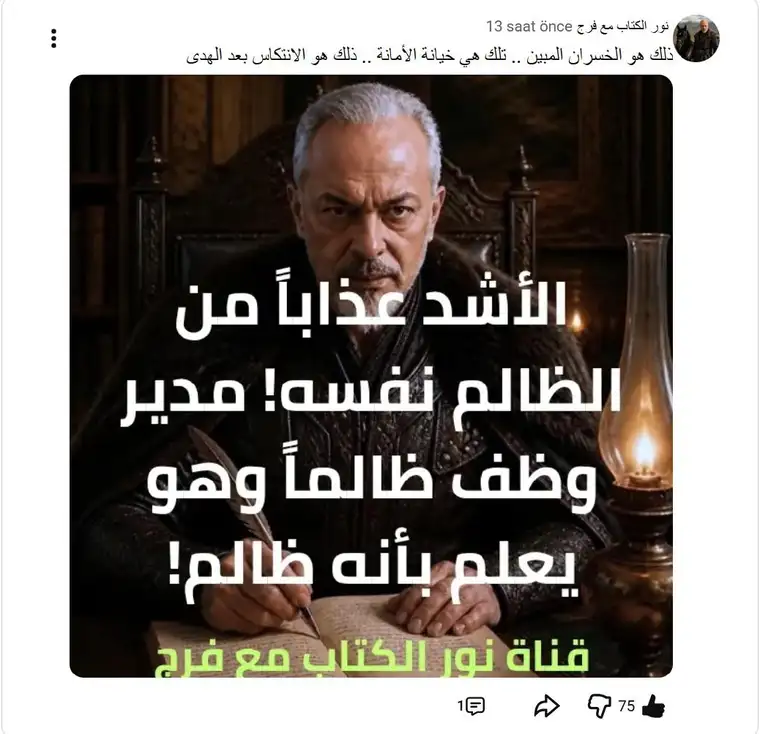 نور الكتاب مع فرج 13 saat önce
ذلك هو الخسران المبين .. تلك هي خيانة الأمانة .. ذلك هو الانتكاس بعد الهدى
الأشد عذاباً من
الظالم نفسه! مدير
وظف ظالماً وهو
يعلم بأنه ظالم!
قناة نور الكتاب مع فرج
75
1